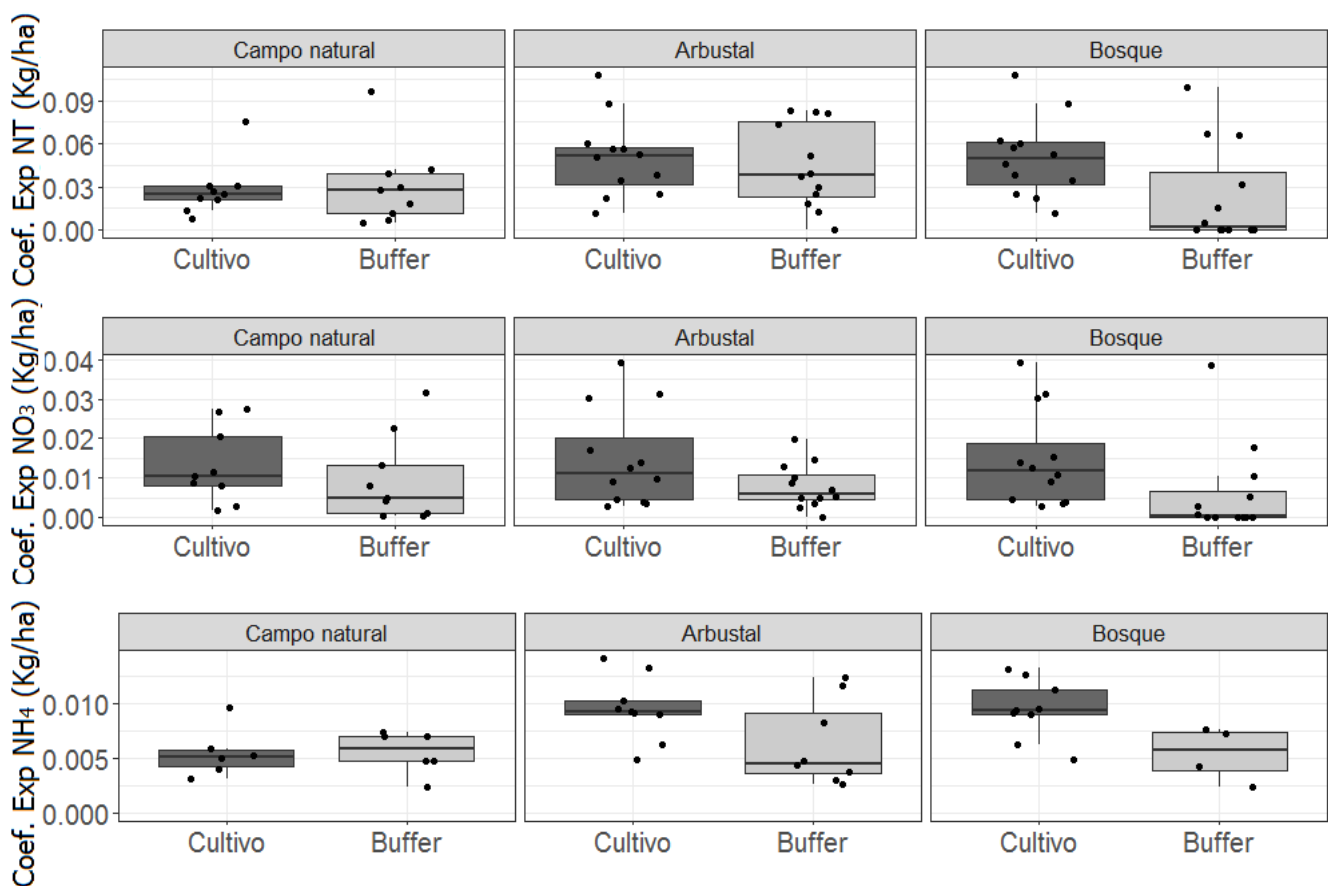 Coef. Exp NT (Kg/ha)
Campo natural
Arbustal
Bosque
0.09
0.06
0.03
0.00
Cultivo
Buffer
Cultivo
Buffer
Cultivo
Buffer
Coef. Exp NO₃ (Kg/ha)
Campo natural
Arbustal
Bosque
0.04
0.03
0.02
0.01
0.00
Cultivo
Buffer
Cultivo
Buffer
Cultivo
Buffer
Coef. Exp NH₄ (Kg/ha)
Campo natural
Arbustal
Bosque
0.010
0.005
0.000
Cultivo
Buffer
Cultivo
Buffer
Cultivo
Buffer